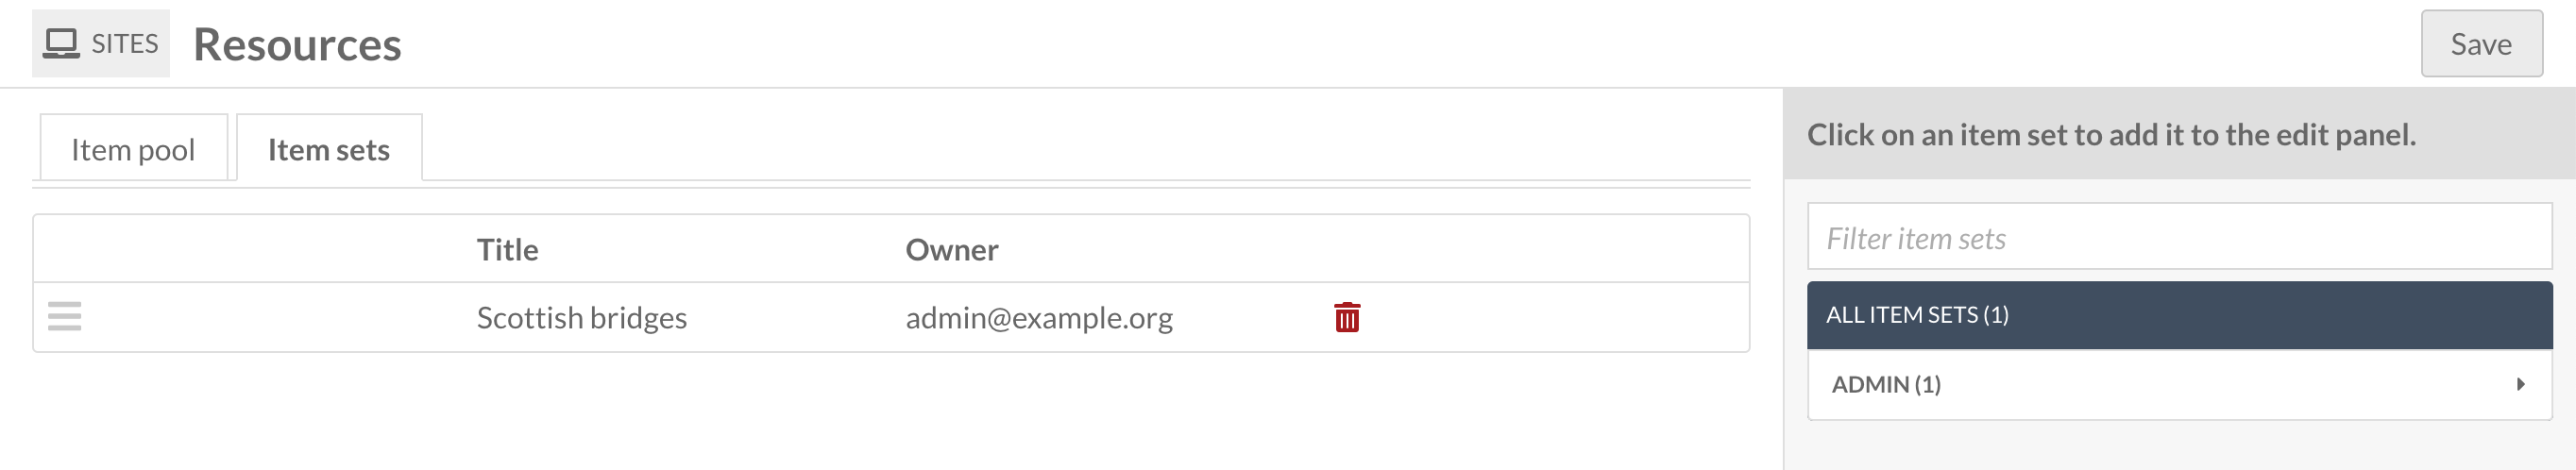 SITES Resources
Save
Item pool
Item sets
Title Owner
Scottish bridges admin@example.org
Click on an item set to add it to the edit panel.
Filter item sets
ALL ITEM SETS (1)
ADMIN (1)